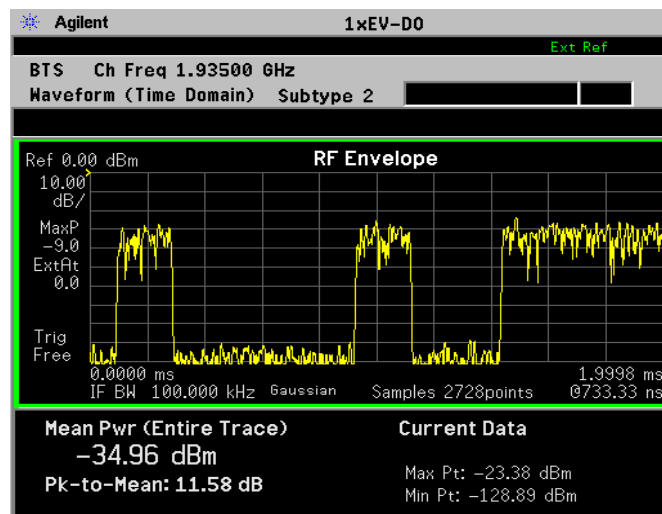 Agilent 1xEV-DO
Ext Ref
BTS Ch Freq 1.93500 GHz
Waveform (Time Domain) Subtype 2
Ref 0.00 dBm RF Envelope
10.00
dB/
MaxP
-9.0
ExtAt
0.0
Trig
Free
0.0000 ms 1.9998 ms
IF BW 100.000 kHz Gaussian Samples 2728points @733.33 ns
Mean Pwr (Entire Trace) Current Data
-34.96 dBm
Max Pt: -23.38 dBm
Pk-to-Mean: 11.58 dB
Min Pt: -128.89 dBm